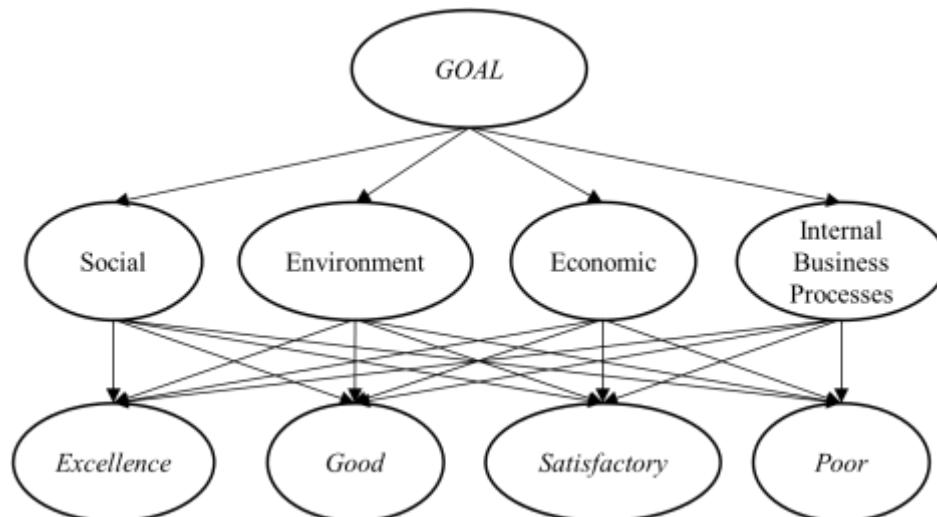 GOAL
Social
Environment
Economic
Internal
Business
Processes
Excellence
Good
Satisfactory
Poor